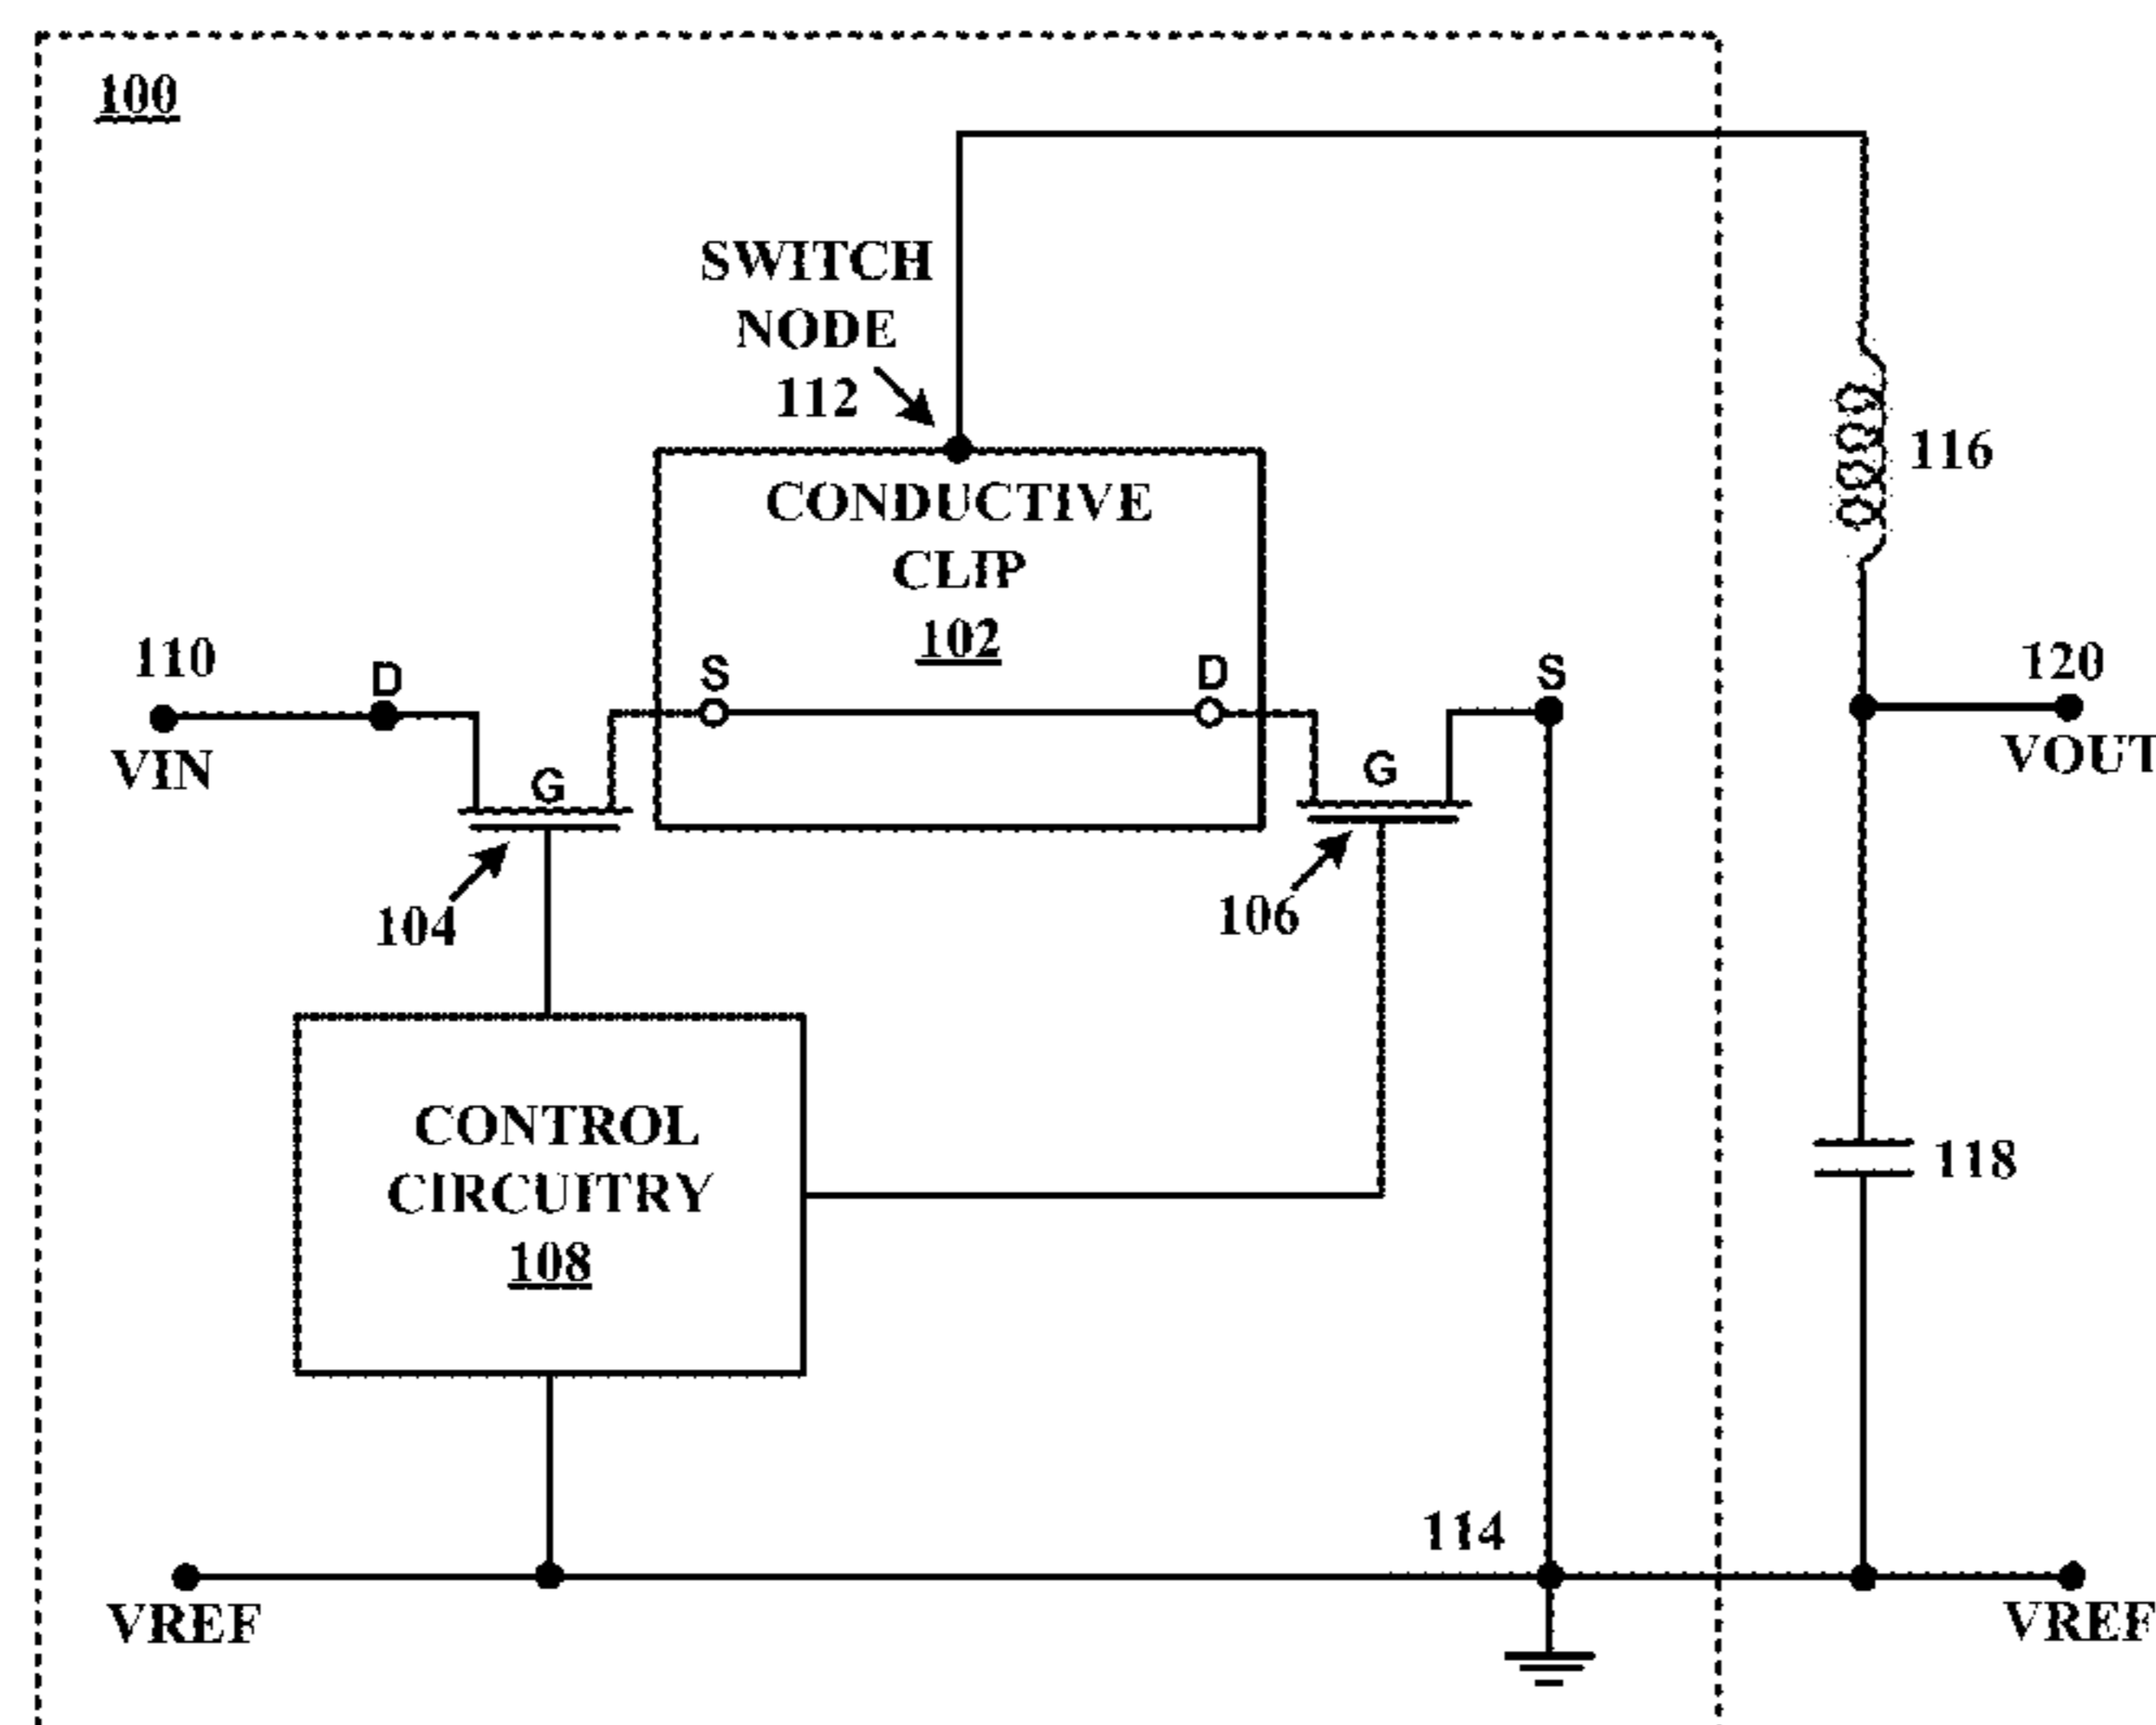 100
SWITCH
NODE
112
CONDUCTIVE
CLIP
102
116
110
D
S
D
S
120
VIN
G
G
VOUT
104
106
CONTROL
CIRCUITRY
108
118
114
VREF
VREF